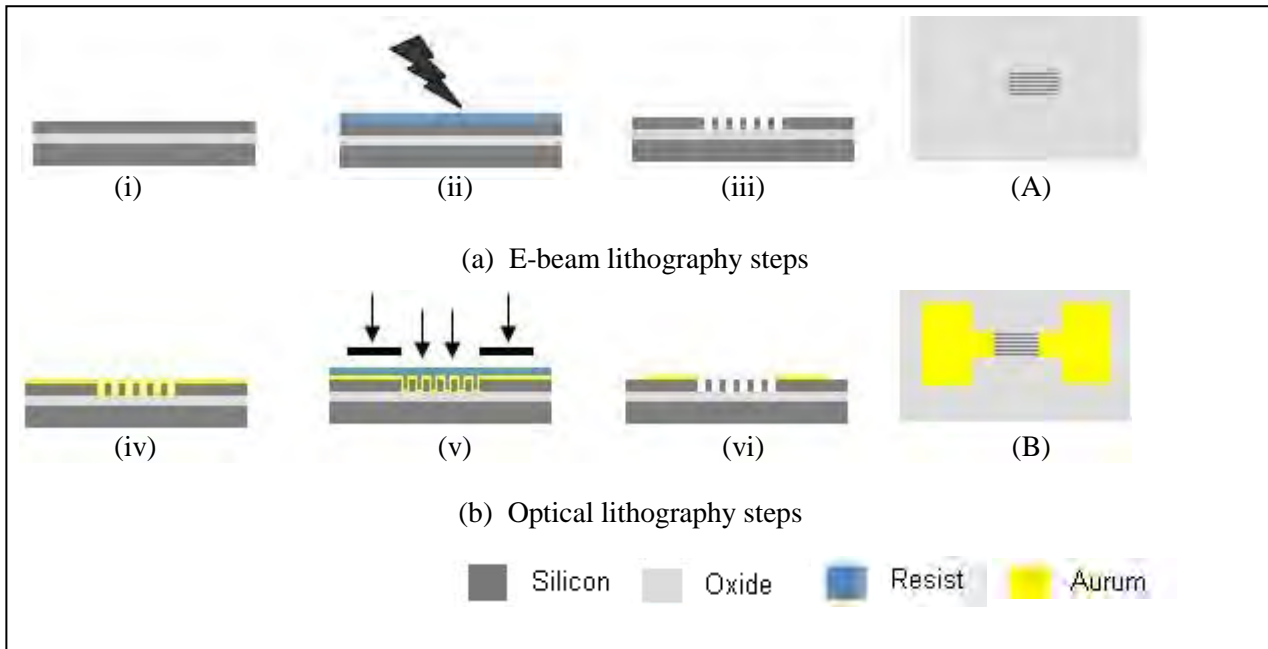 (i) (ii) (iii) (A)
(a) E-beam lithography steps
(iv) (v) (vi) (B)
(b) Optical lithography steps
Silicon Oxide Resist Aurum